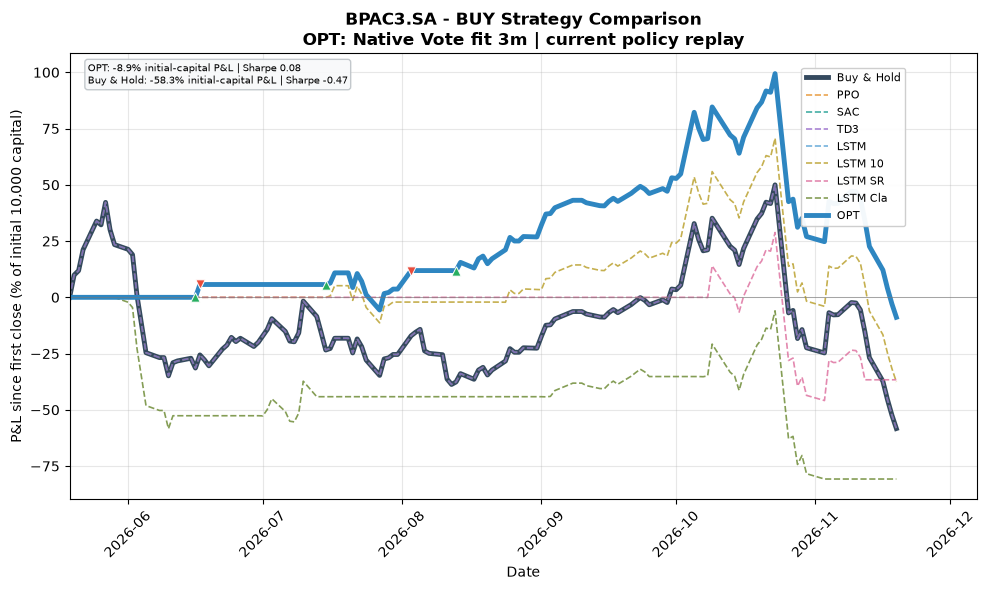 BPAC3.SA - BUY Strategy Comparison
OPT: Native Vote fit 3m | current policy replay
OPT: -8.9% initial-capital P&L | Sharpe 0.08
Buy & Hold: -58.3% initial-capital P&L | Sharpe -0.47
Buy & Hold
PPO
SAC
TD3
LSTM
LSTM 10
LSTM SR
LSTM Cla
OPT
P&L since first close (% of initial 10,000 capital)
100
75
50
25
0
−25
−50
−75
2026-06
2026-07
2026-08
2026-09
2026-10
2026-11
2026-12
Date